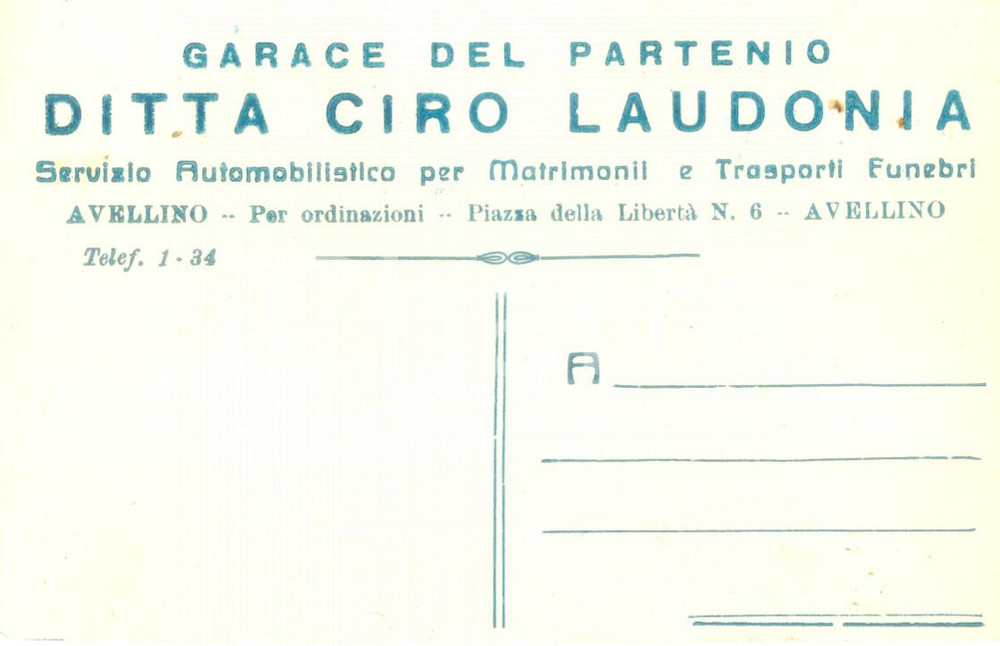 GARACE DEL PARTENIO
DITTA CIRO LAUDONIA
Servizio Automobilistico per Matrimonii e Trasporti Funebri
AVELLINO -- Per ordinazioni -- Piazza della Libertà N. 6 -- AVELLINO
Telef. 1 - 34
A